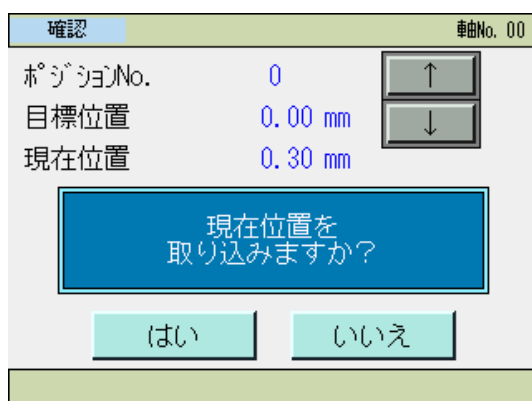 確認 軸No. 00
ポジションNo. 0 ↑
目標位置 0.00 mm ↓
現在位置 0.30 mm
現在位置を
取り込みますか?
はい いいえ